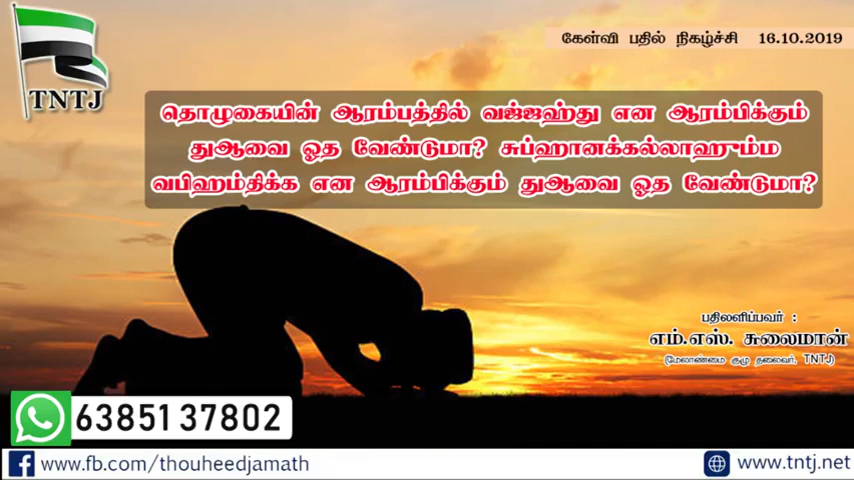 கேள்வி பதில் நிகழ்ச்சி 16.10.2019
TNTJ
தொழுகையின் ஆரம்பத்தில் வஜ்ஜஹ்து என ஆரம்பிக்கும்
துஆவை ஓத வேண்டுமா? சுப்ஹானக்கல்லாஹும்ம
வபிஹம்திக்க என ஆரம்பிக்கும் துஆவை ஓத வேண்டுமா?
பதிலளிப்பவர் :
எம்.எஸ். சுலைமான்
(மேலாண்மை குழு தலைவர், TNTJ)
6385137802
www.fb.com/thouheedjamath
www.tntj.net